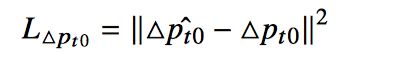 L△pt0 = ||△p̂t0 − △pt0||²